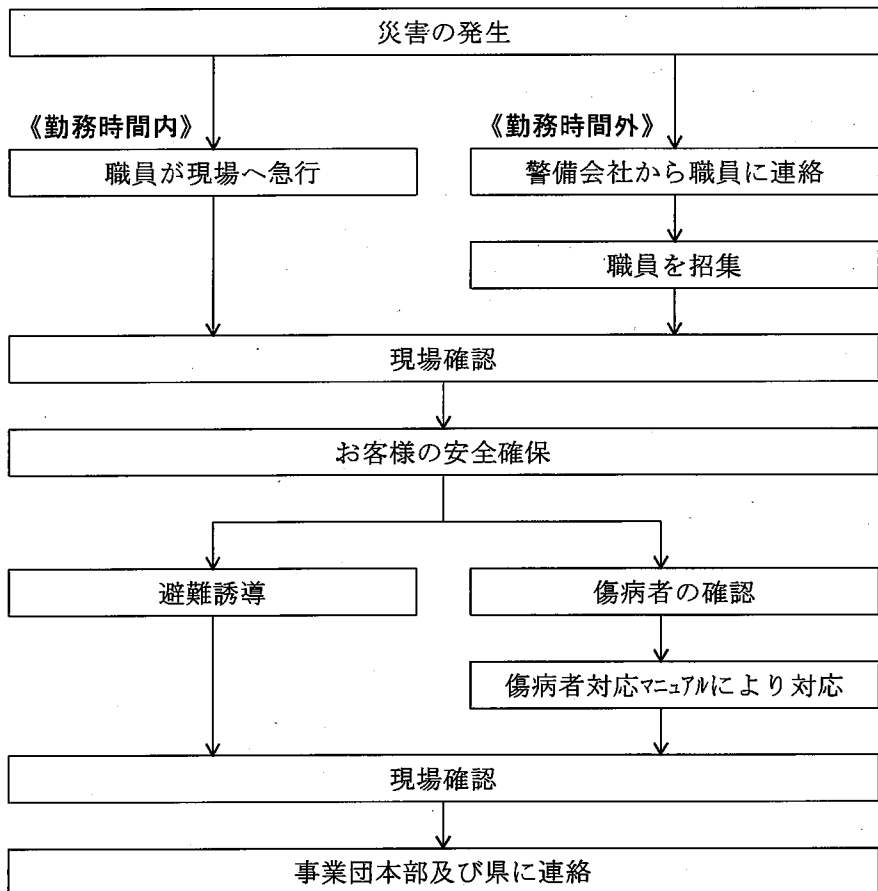 災害の発生
《勤務時間内》
《勤務時間外》
職員が現場へ急行
警備会社から職員に連絡
職員を招集
現場確認
お客様の安全確保
避難誘導
傷病者の確認
傷病者対応マニュアルにより対応
現場確認
事業団本部及び県に連絡